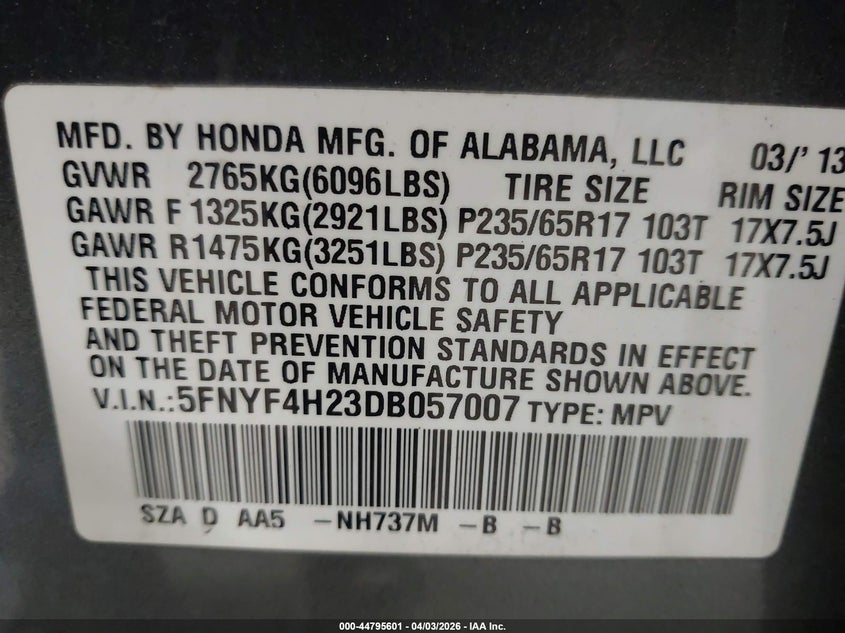 MFD. BY HONDA MFG. OF ALABAMA, LLC 03/' 13
GVWR 2765KG(6096LBS) TIRE SIZE RIM SIZE
GAWR F 1325KG(2921LBS) P235/65R17 103T 17X7.5J
GAWR R1475KG(3251LBS) P235/65R17 103T 17X7.5J
THIS VEHICLE CONFORMS TO ALL APPLICABLE
FEDERAL MOTOR VEHICLE SAFETY
AND THEFT PREVENTION STANDARDS IN EFFECT
ON THE DATE OF MANUFACTURE SHOWN ABOVE.
V.I.N.:5FNYF4H23DB057007 TYPE: MPV
SZA D AA5 -NH737M -B -B
000-44795601 - 04/03/2026 - IAA Inc.